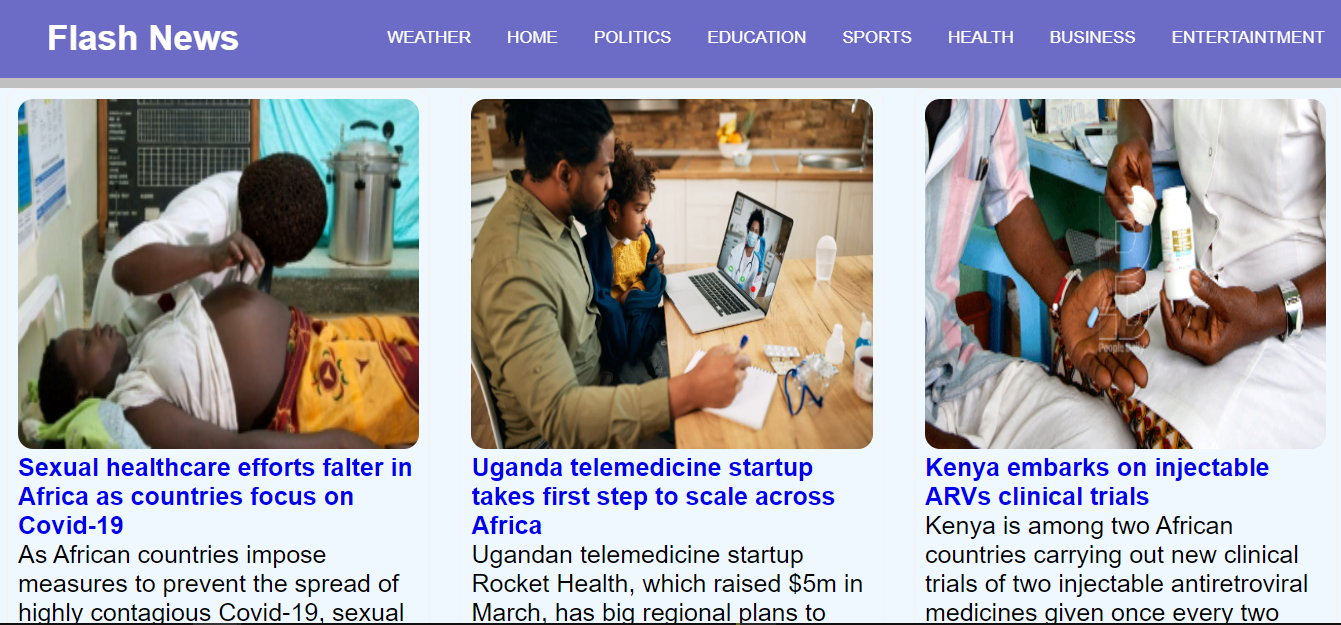 Flash News
WEATHER HOME POLITICS EDUCATION SPORTS HEALTH BUSINESS ENTERTAINTMENT
People Daily
Sexual healthcare efforts falter in
Africa as countries focus on
Covid-19
As African countries impose
measures to prevent the spread of
highly contagious Covid-19, sexual
Uganda telemedicine startup
takes first step to scale across
Africa
Ugandan telemedicine startup
Rocket Health, which raised $5m in
March, has big regional plans to
Kenya embarks on injectable
ARVs clinical trials
Kenya is among two African
countries carrying out new clinical
trials of two injectable antiretroviral
medicines given once every two